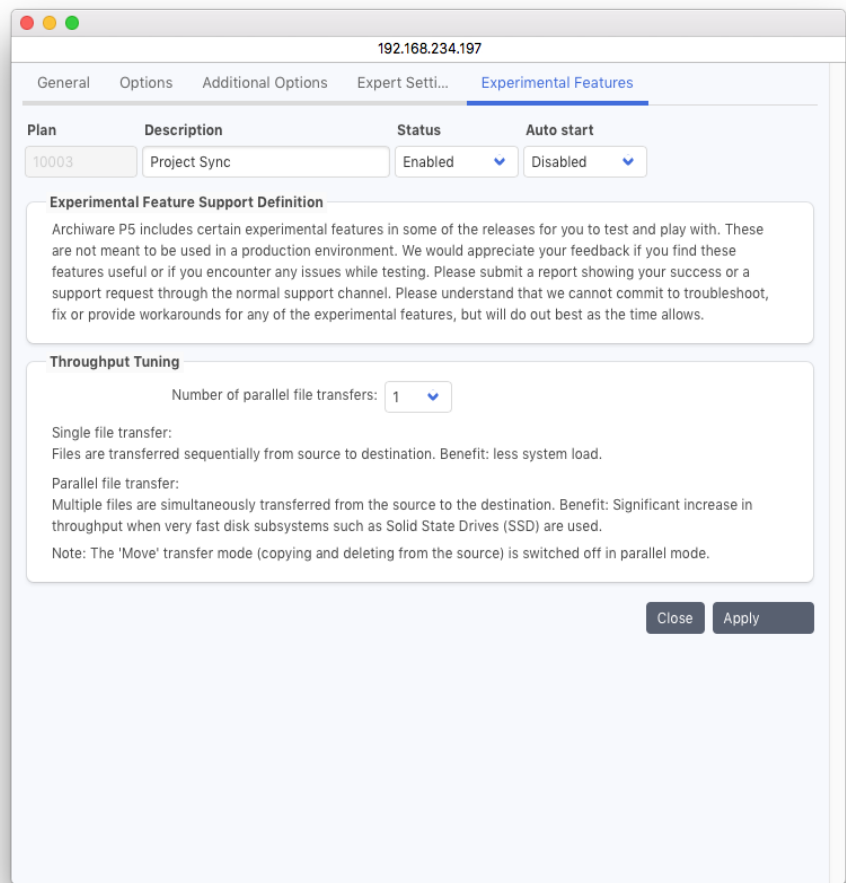 192.168.234.197
General Options Additional Options Expert Setti... Experimental Features
Plan Description Status Auto start
10003 Project Sync Enabled Disabled
Experimental Feature Support Definition
Archiware P5 includes certain experimental features in some of the releases for you to test and play with. These
are not meant to be used in a production environment. We would appreciate your feedback if you find these
features useful or if you encounter any issues while testing. Please submit a report showing your success or a
support request through the normal support channel. Please understand that we cannot commit to troubleshoot,
fix or provide workarounds for any of the experimental features, but will do out best as the time allows.
Throughput Tuning
Number of parallel file transfers: 1
Single file transfer:
Files are transferred sequentially from source to destination. Benefit: less system load.
Parallel file transfer:
Multiple files are simultaneously transferred from the source to the destination. Benefit: Significant increase in
throughput when very fast disk subsystems such as Solid State Drives (SSD) are used.
Note: The 'Move' transfer mode (copying and deleting from the source) is switched off in parallel mode.
Close Apply